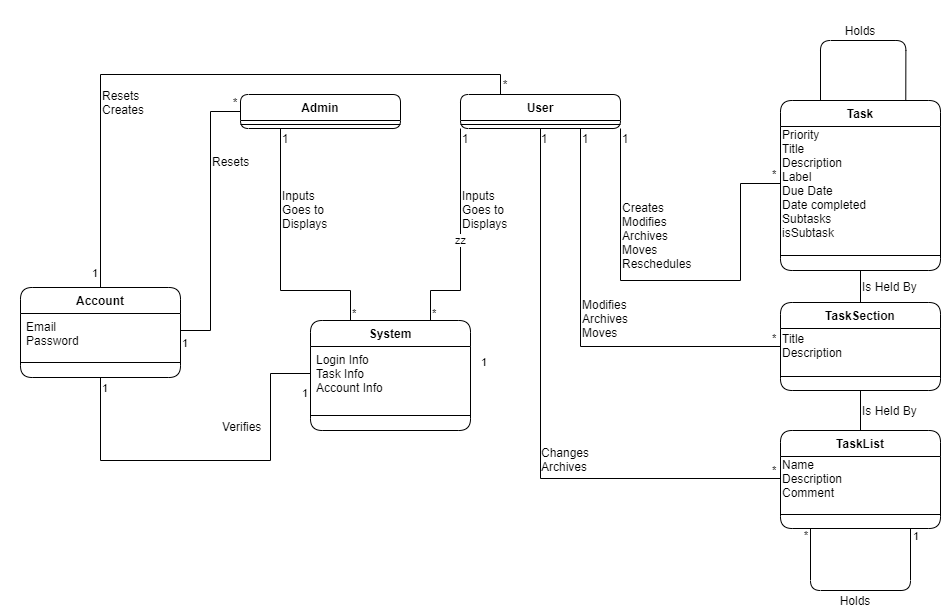 Holds
Resets
Creates
*
Admin
User
*
Task
Priority
Title
Description
Label
Due Date
Date completed
Subtasks
isSubtask
*
1
1
1
1
1
Resets
Inputs
Goes to
Displays
Inputs
Goes to
Displays
zz
Creates
Modifies
Archives
Moves
Reschedules
1
Account
Email
Password
1
*
*
System
Login Info
Task Info
Account Info
1
1
Is Held By
Modifies
Archives
Moves
*
TaskSection
Title
Description
1
Verifies
Is Held By
Changes
Archives
*
TaskList
Name
Description
Comment
*
1
Holds